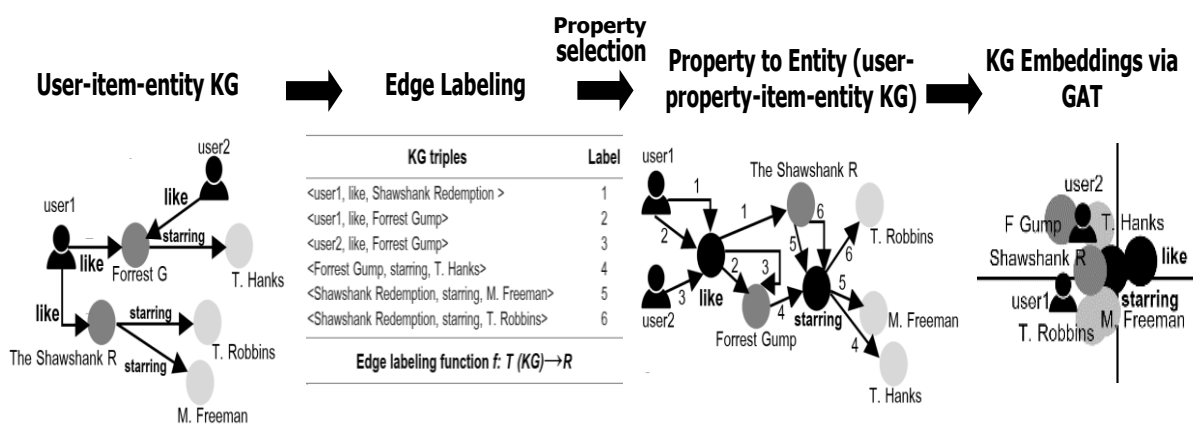 User-item-entity KG
Edge Labeling
Property
selection
Property to Entity (user-
property-item-entity KG)
KG Embeddings via
GAT
user2
like
user1
starring
like
Forrest G
T. Hanks
like
starring
The Shawshank R
T. Robbins
starring
M. Freeman
KG triples Label
<user1, like, Shawshank Redemption > 1
<user1, like, Forrest Gump> 2
<user2, like, Forrest Gump> 3
<Forrest Gump, starring, T. Hanks> 4
<Shawshank Redemption, starring, M. Freeman> 5
<Shawshank Redemption, starring, T. Robbins> 6
Edge labeling function f: T (KG)→R
user1
1
The Shawshank R
1
6
2
5
T. Robbins
6
3
like
2
3
5
user2
4
starring
M. Freeman
Forrest Gump
4
T. Hanks
user2
F Gump
T. Hanks
Shawshank R
like
user1
starring
T. Robbins
M, Freeman